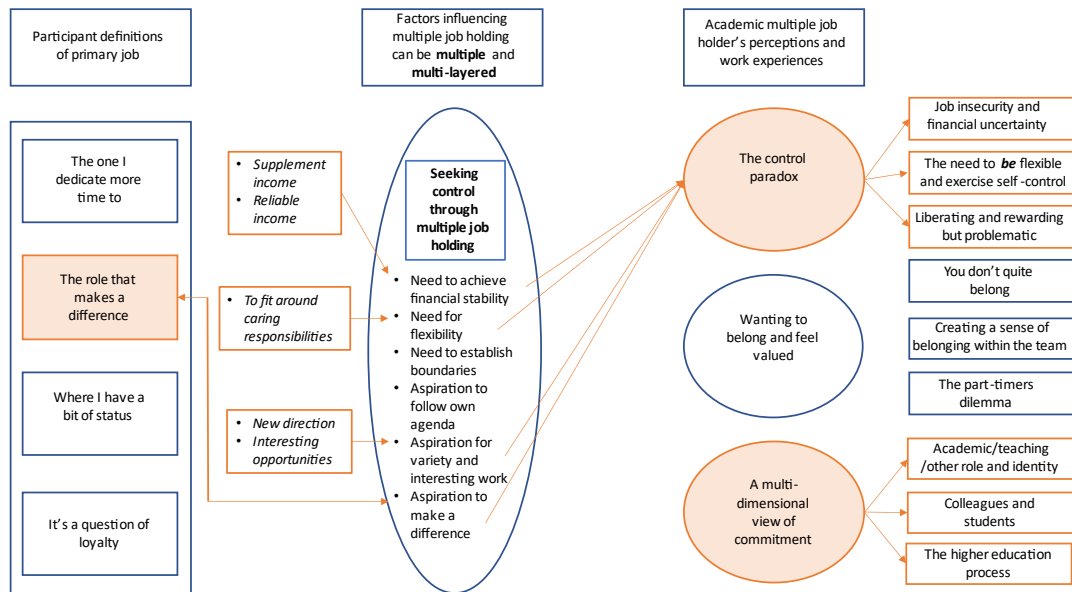 Participant definitions
of primary job
Factors influencing
multiple job holding
can be multiple and
multi-layered
Academic multiple job
holder's perceptions and
work experiences
The one I
dedicate more
time to
The role that
makes a
difference
Where I have a
bit of status
It's a question of
loyalty
• Supplement
income
• Reliable
income
• To fit around
caring
responsibilities
• New direction
• Interesting
opportunities
Seeking
control
through
multiple job
holding
• Need to achieve
financial stability
• Need for
flexibility
• Need to establish
boundaries
• Aspiration to
follow own
agenda
• Aspiration for
variety and
interesting work
• Aspiration to
make a
difference
The control
paradox
Job insecurity and
financial uncertainty
The need to be flexible
and exercise self-control
Liberating and rewarding
but problematic
Wanting to
belong and feel
valued
You don't quite
belong
Creating a sense of
belonging within the team
The part-timers
dilemma
A multi-
dimensional
view of
commitment
Academic/teaching
/other role and identity
Colleagues and
students
The higher education
process